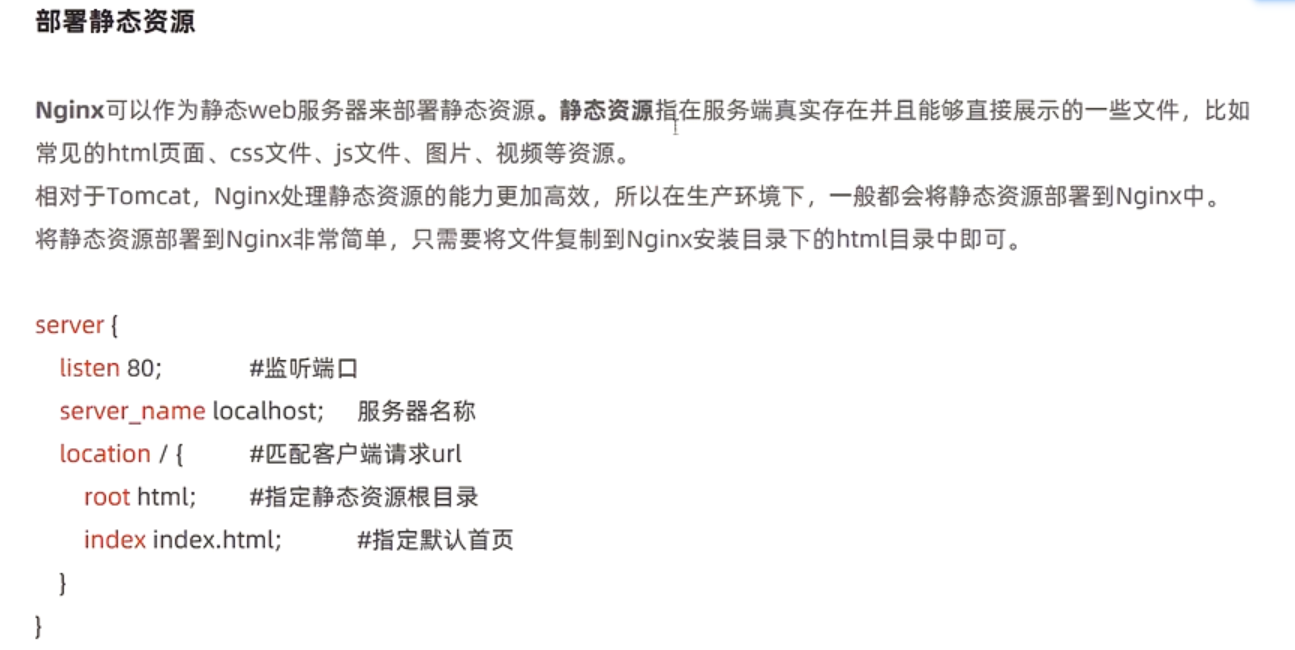 部署静态资源
Nginx可以作为静态web服务器来部署静态资源。静态资源指在服务端真实存在并且能够直接展示的一些文件，比如
常见的html页面、css文件、js文件、图片、视频等资源。
相对于Tomcat，Nginx处理静态资源的能力更加高效，所以在生产环境下，一般都会将静态资源部署到Nginx中。
将静态资源部署到Nginx非常简单，只需要将文件复制到Nginx安装目录下的html目录中即可。
server {
listen 80; #监听端口
server_name localhost; 服务器名称
location / { #匹配客户端请求url
root html; #指定静态资源根目录
index index.html; #指定默认首页
}
}